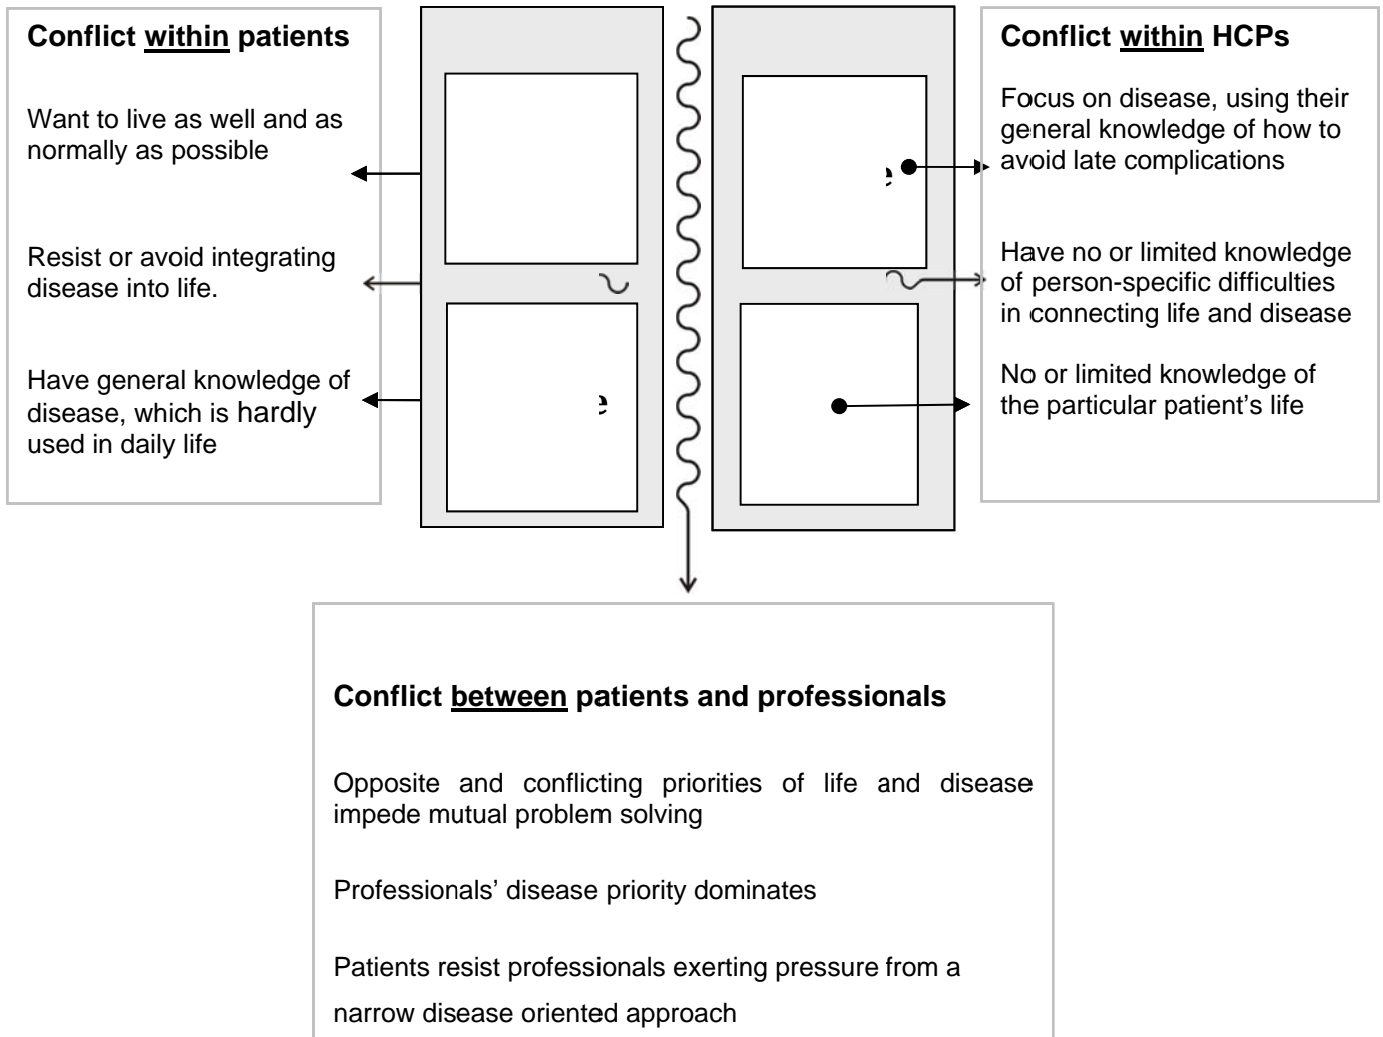 Conflict within patients
Want to live as well and as
normally as possible
Resist or avoid integrating
disease into life.
Have general knowledge of
disease, which is hardly
used in daily life
e
e
Conflict within HCPs
Focus on disease, using their
general knowledge of how to
avoid late complications
Have no or limited knowledge
of person-specific difficulties
in connecting life and disease
No or limited knowledge of
the particular patient’s life
Conflict between patients and professionals
Opposite and conflicting priorities of life and disease
impede mutual problem solving
Professionals’ disease priority dominates
Patients resist professionals exerting pressure from a
narrow disease oriented approach